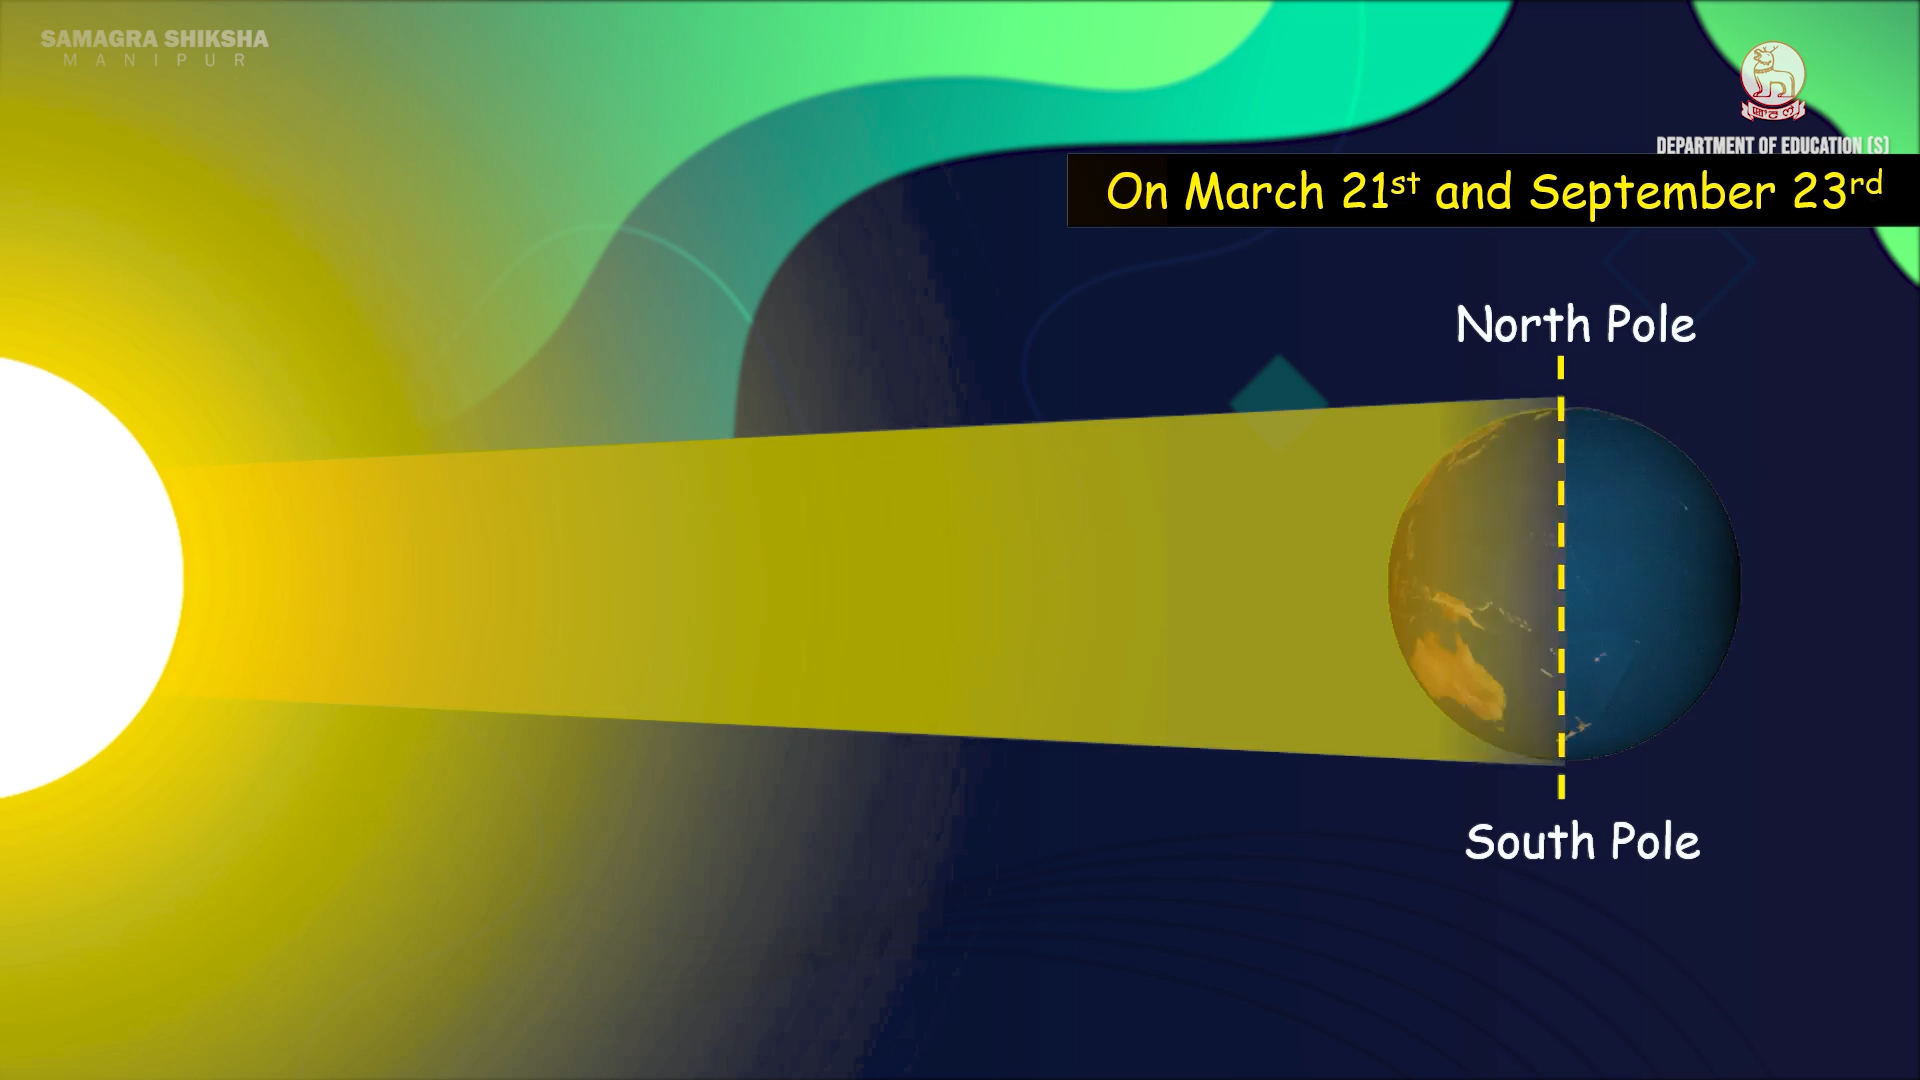 SAMAGRA SHIKSHA
MANIPUR
DEPARTMENT OF EDUCATION (S)
On March 21st and September 23rd
North Pole
South Pole